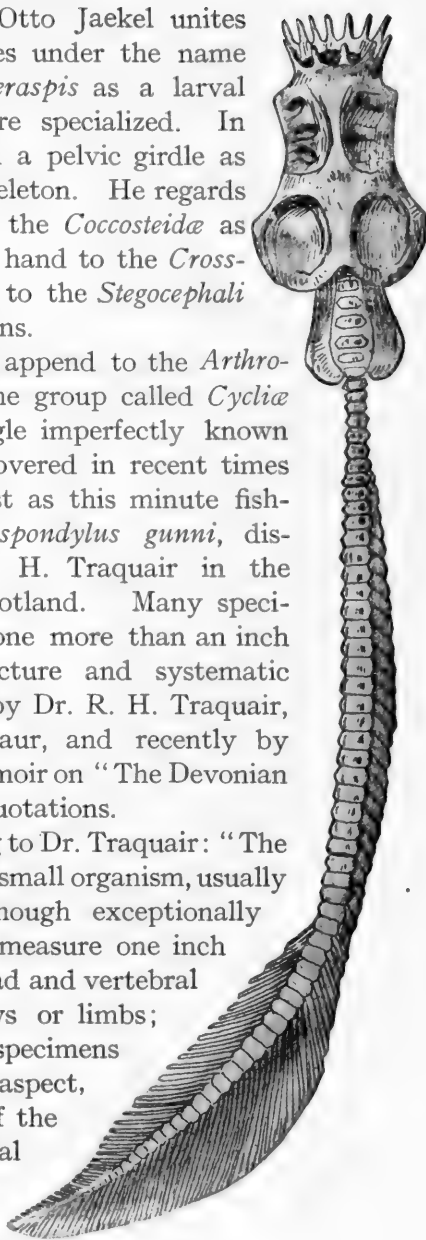 Otto Jaekel unites
es under the name
eraspis as a larval
re specialized. In
a pelvic girdle as
eleton. He regards
the Coccosteidæ as
hand to the Cross-
to the Stegocephali
ns.
append to the Arthro-
ne group called Cycliæ
gle imperfectly known
overed in recent times
st as this minute fish-
spondylus gunni, dis-
H. Traquair in the
otland. Many speci-
one more than an inch
cture and systematic
by Dr. R. H. Traquair,
aur, and recently by
moir on "The Devonian
uotations.
g to Dr. Traquair: "The
small organism, usually
hough exceptionally
measure one inch
ad and vertebral
vs or limbs;
specimens
aspect,
f the
al